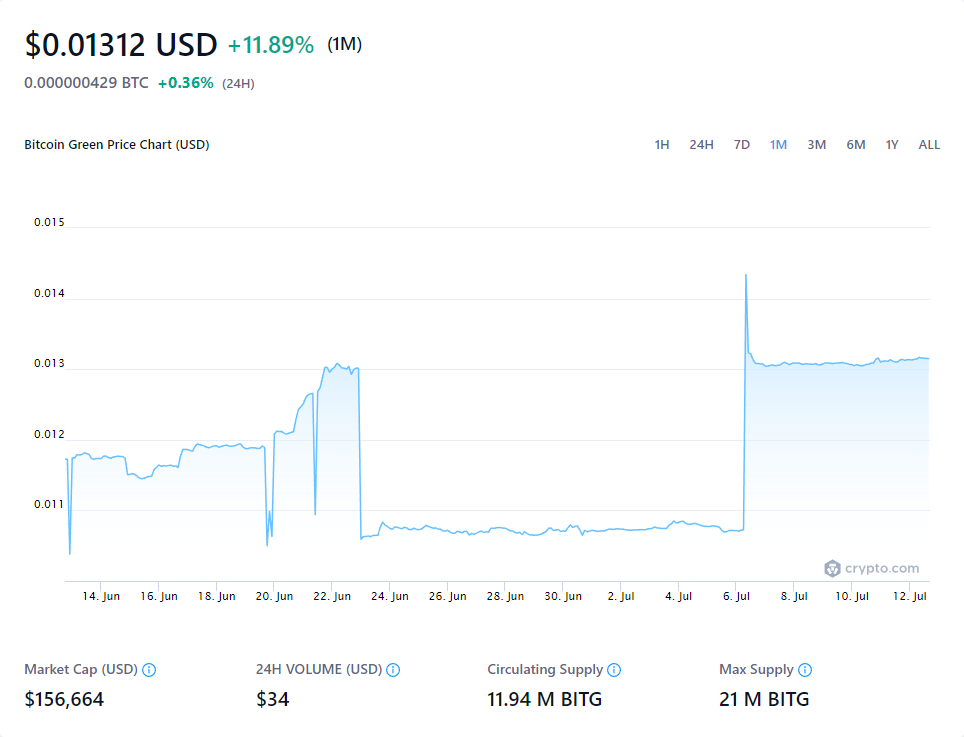 $0.01312 USD +11.89% (1M)
0.000000429 BTC +0.36% (24H)
Bitcoin Green Price Chart (USD) 1H 24H 7D 1M 3M 6M 1Y ALL
0.015
0.014
0.013
0.012
0.011
crypto.com
14. Jun 16. Jun 18. Jun 20. Jun 22. Jun 24. Jun 26. Jun 28. Jun 30. Jun 2. Jul 4. Jul 6. Jul 8. Jul 10. Jul 12. Jul
Market Cap (USD) 24H VOLUME (USD) Circulating Supply Max Supply
$156,664 $34 11.94 M BITG 21 M BITG